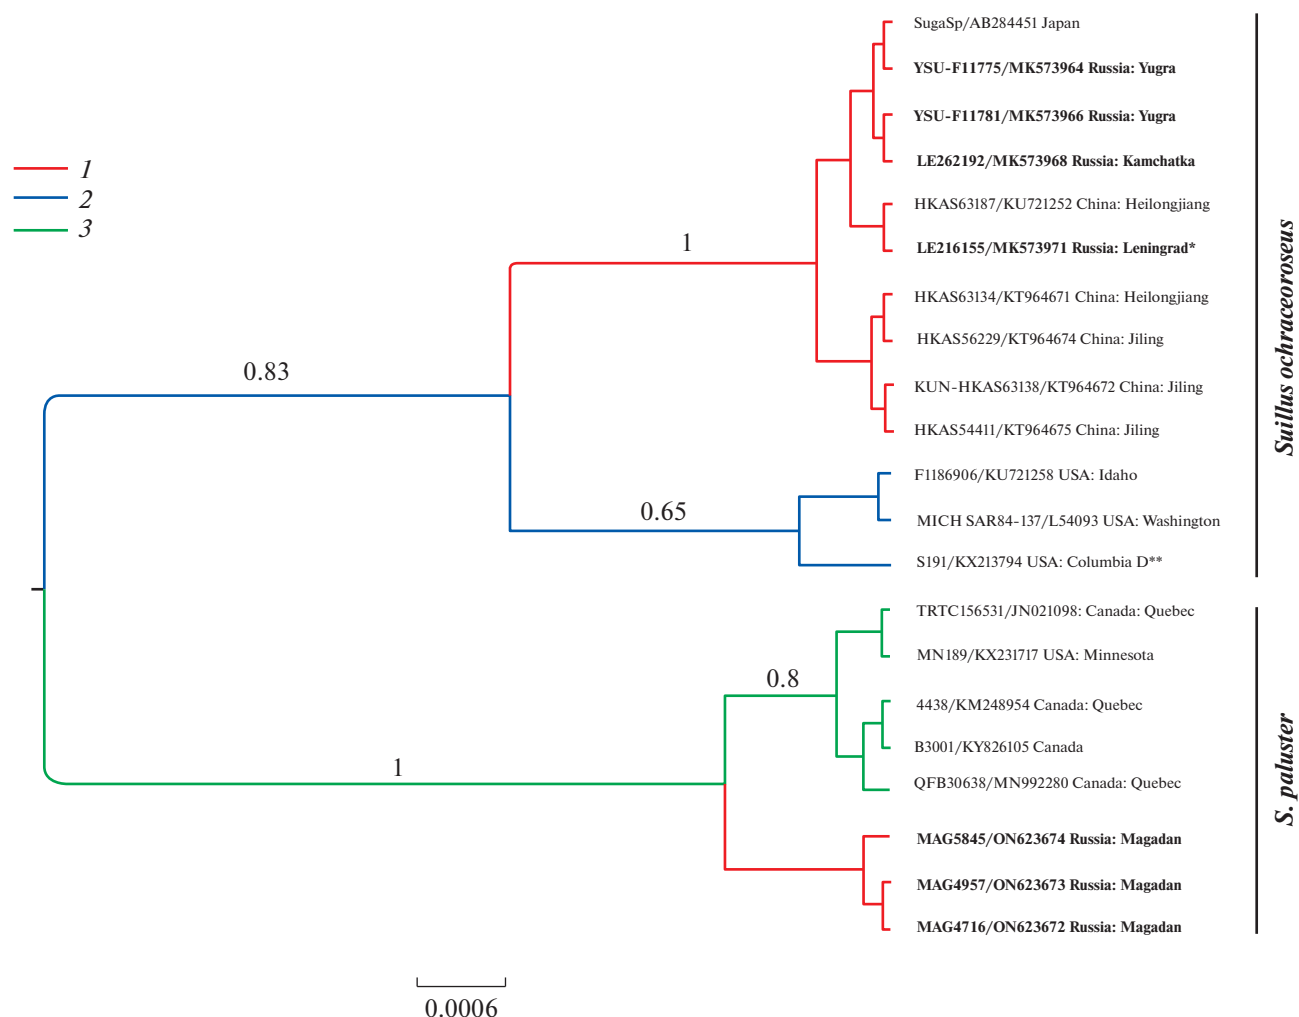 SugaSp/AB284451 Japan
YSU-F11775/MK573964 Russia: Yugra
YSU-F11781/MK573966 Russia: Yugra
LE262192/MK573968 Russia: Kamchatka
HKAS63187/KU721252 China: Heilongjiang
LE216155/MK573971 Russia: Leningrad*
HKAS63134/KT964671 China: Heilongjiang
HKAS56229/KT964674 China: Jiling
KUN-HKAS63138/KT964672 China: Jiling
HKAS54411/KT964675 China: Jiling
F1186906/KU721258 USA: Idaho
MICH SAR84-137/L54093 USA: Washington
S191/KX213794 USA: Columbia D**
Suillus ochraceoroseus
TRTC156531/JN021098: Canada: Quebec
MN189/KX231717 USA: Minnesota
4438/KM248954 Canada: Quebec
B3001/KY826105 Canada
QFB30638/MN992280 Canada: Quebec
MAG5845/ON623674 Russia: Magadan
MAG4957/ON623673 Russia: Magadan
MAG4716/ON623672 Russia: Magadan
S. paluster
1
2
3
1
0.83
0.65
0.8
1
0.0006